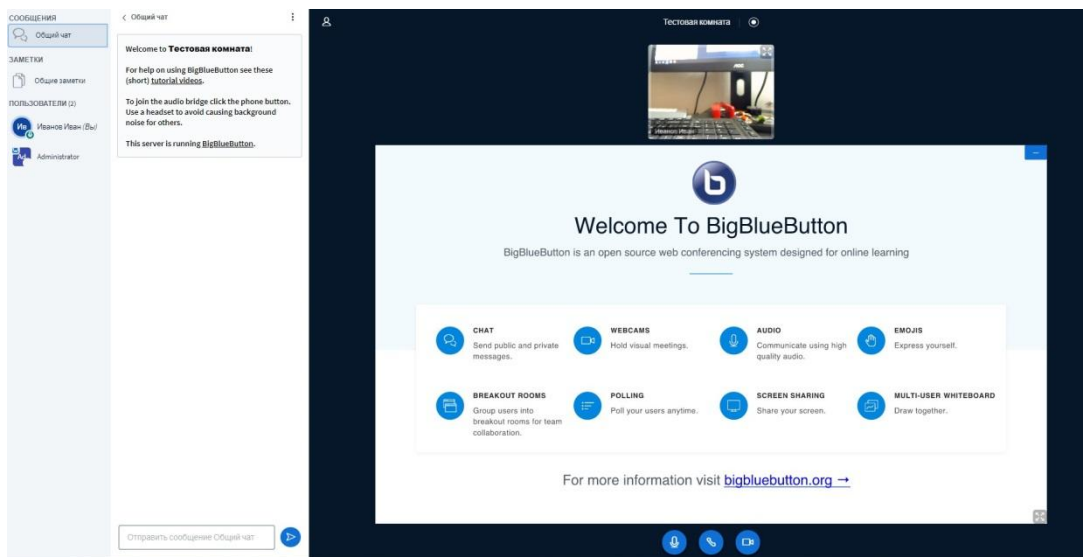 СООБЩЕНИЯ
Общий чат
ЗАМЕТКИ
Общие заметки
ПОЛЬЗОВАТЕЛИ (2)
Ив
Иванов Иван (Вы)
Ad
Administrator
Общий чат
Welcome to Тестовая комната!
For help on using BigBlueButton see these
(short) tutorial videos.
To join the audio bridge click the phone button.
Use a headset to avoid causing background
noise for others.
This server is running BigBlueButton.
Отправить сообщение Общий чат
Тестовая комната
Иванов Иван
b
Welcome To BigBlueButton
BigBlueButton is an open source web conferencing system designed for online learning
CHAT
Send public and private
messages.
WEBCAMS
Hold visual meetings.
AUDIO
Communicate using high
quality audio.
EMOJIS
Express yourself.
BREAKOUT ROOMS
Group users into
breakout rooms for team
collaboration.
POLLING
Poll your users anytime.
SCREEN SHARING
Share your screen.
MULTI-USER WHITEBOARD
Draw together.
For more information visit bigbluebutton.org →